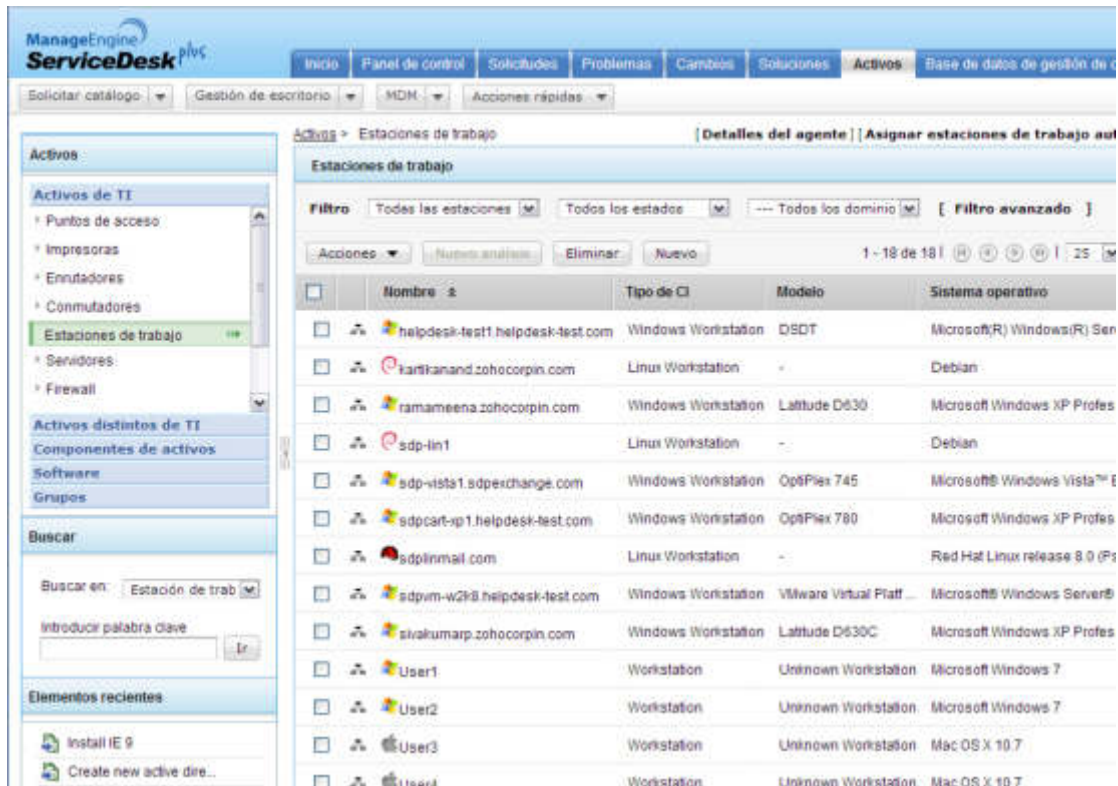 ManageEngine
ServiceDesk plus
Inicio Panel de control Solicitudes Problemas Cambios Soluciones Activos Base de datos de gestión de
Solicitar catálogo Gestión de escritorio MDM Acciones rápidas
Activos > Estaciones de trabajo [Detalles del agente] [Asignar estaciones de trabajo
Activos
Estaciones de trabajo
Activos de TI
Puntos de acceso
Impresoras
Enrutadores
Conmutadores
Estaciones de trabajo
Servidores
Firewall
Activos distintos de TI
Componentes de activos
Software
Grupos
Buscar
Buscar en: Estación de trab
Introducir palabra clave
Ir
Elementos recientes
Install IE 9
Create new active dire...
Filtro Todas las estaciones Todos los estados --- Todos los dominio [ Filtro avanzado ]
Acciones Nuevo análisis Eliminar Nuevo 1 - 18 de 18 | 25
Nombre Tipo de CI Modelo Sistema operativo
helpdesk-test1.helpdesk-test.com Windows Workstation DSDT Microsoft(R) Windows(R) Ser
kartikanand.zohocorpin.com Linux Workstation - Debian
ramameena.zohocorpin.com Windows Workstation Latitude D630 Microsoft Windows XP Profes
sdp-lin1 Linux Workstation - Debian
sdp-vista1.sdpexchange.com Windows Workstation OptiPlex 745 Microsoft® Windows Vista™
sdpcart-xp1.helpdesk-test.com Windows Workstation OptiPlex 780 Microsoft Windows XP Profes
sdplinmail.com Linux Workstation - Red Hat Linux release 8.0 (Ps
sdpvm-w2k8.helpdesk-test.com Windows Workstation VMware Virtual Platf ... Microsoft® Windows Server®
sivakumarp.zohocorpin.com Windows Workstation Latitude D630C Microsoft Windows XP Profes
User1 Workstation Unknown Workstation Microsoft Windows 7
User2 Workstation Unknown Workstation Microsoft Windows 7
User3 Workstation Unknown Workstation Mac OS X 10.7
User4 Workstation Unknown Workstation Mac OS X 10.7